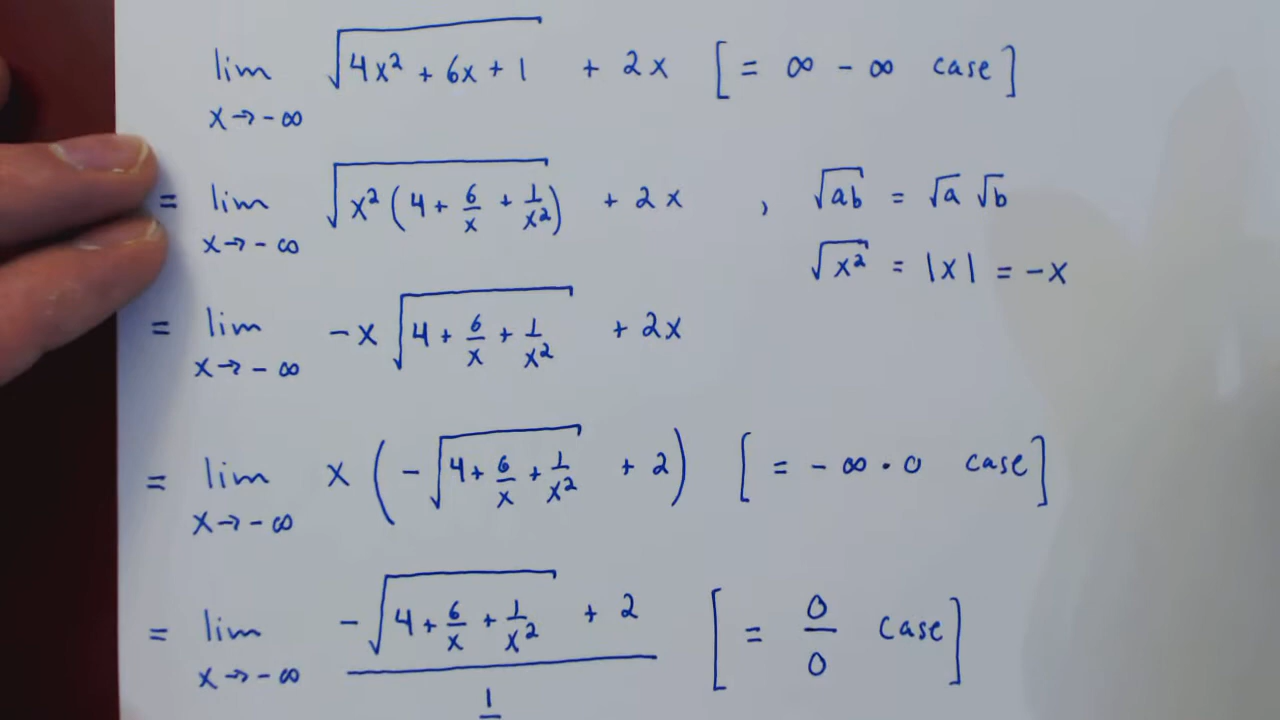 lim x→-∞ √(4x² + 6x + 1) + 2x [= ∞ - ∞ case]
= lim x→-∞ √(x²(4 + 6/x + 1/x²)) + 2x , √(ab) = √a √b
√(x²) = |x| = -x
= lim x→-∞ -x √(4 + 6/x + 1/x²) + 2x
= lim x→-∞ x (-√(4 + 6/x + 1/x²) + 2) [= -∞ · 0 case]
= lim x→-∞ (-√(4 + 6/x + 1/x²) + 2) / (1/ [= 0/0 case]